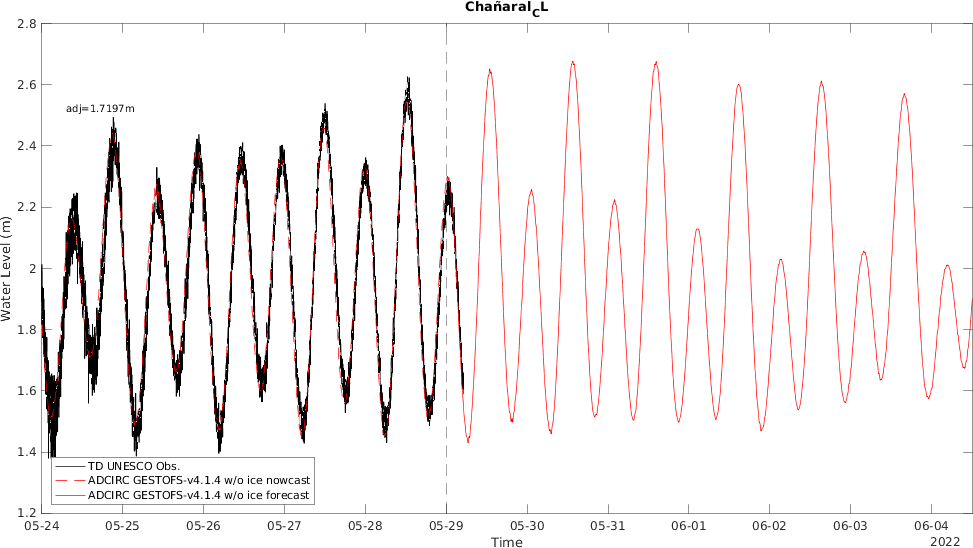 Chañaral_CL
2.8
2.6
2.4
2.2
2
1.8
1.6
1.4
1.2
Water Level (m)
adj=1.7197m
TD UNESCO Obs.
ADCIRC GESTOFS-v4.1.4 w/o ice nowcast
ADCIRC GESTOFS-v4.1.4 w/o ice forecast
05-24 05-25 05-26 05-27 05-28 05-29 05-30 05-31 06-01 06-02 06-03 06-04
Time
2022